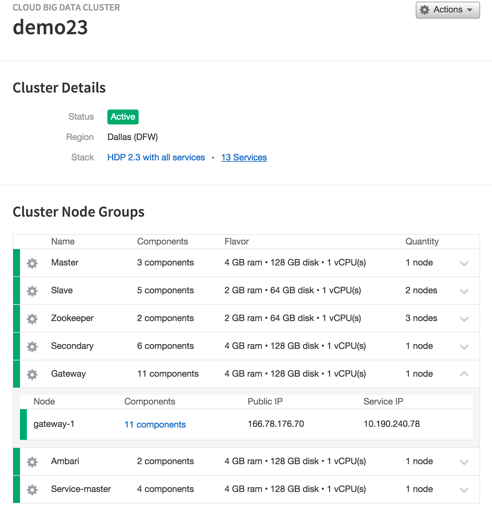 CLOUD BIG DATA CLUSTER
demo23
Actions
Cluster Details
Status Active
Region Dallas (DFW)
Stack HDP 2.3 with all services · 13 Services
Cluster Node Groups
Name Components Flavor Quantity
Master 3 components 4 GB ram • 128 GB disk • 1 vCPU(s) 1 node
Slave 5 components 2 GB ram • 64 GB disk • 1 vCPU(s) 2 nodes
Zookeeper 2 components 2 GB ram • 64 GB disk • 1 vCPU(s) 3 nodes
Secondary 6 components 4 GB ram • 128 GB disk • 1 vCPU(s) 1 node
Gateway 11 components 4 GB ram • 128 GB disk • 1 vCPU(s) 1 node
Node Components Public IP Service IP
gateway-1 11 components 166.78.176.70 10.190.240.78
Ambari 2 components 4 GB ram • 128 GB disk • 1 vCPU(s) 1 node
Service-master 4 components 4 GB ram • 128 GB disk • 1 vCPU(s) 1 node